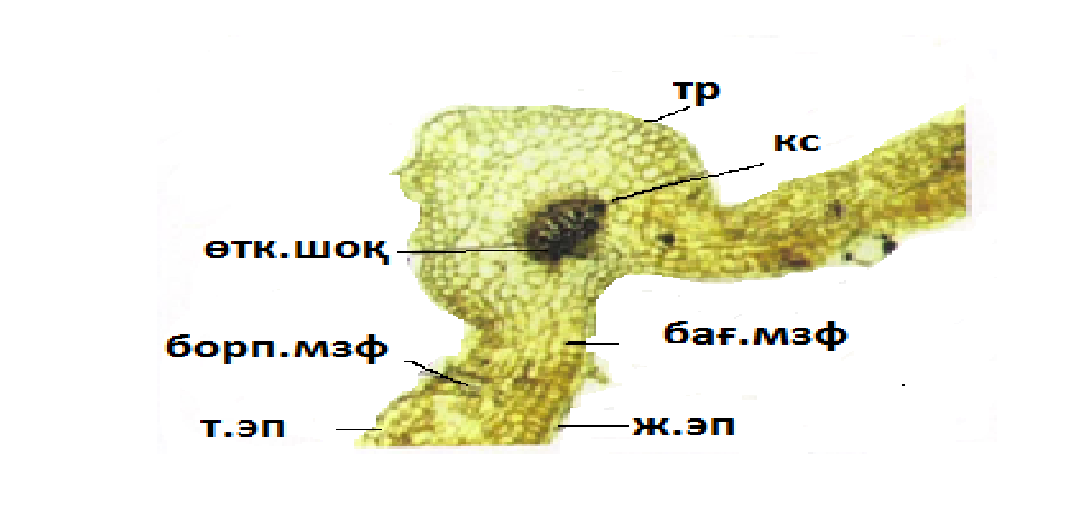 тр
кс
өтк.шоқ
борп.мзф
бағ.мзф
т.эп
ж.эп